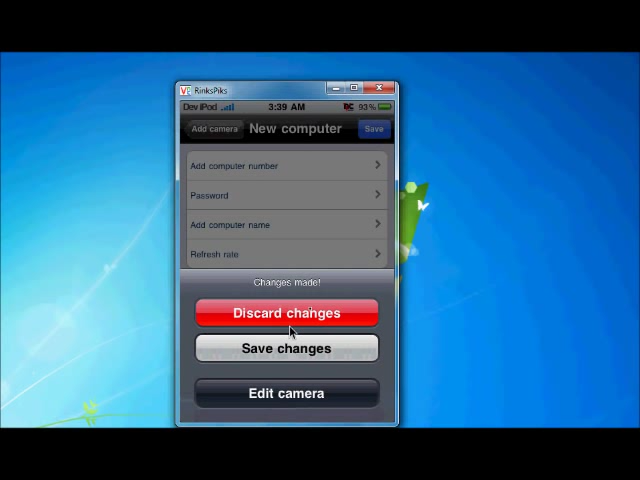 RinksPiks
Dev iPod 3:39 AM 93%
Add camera New computer Save
Add computer number
Password
Add computer name
Refresh rate
Changes made!
Discard changes
Save changes
Edit camera